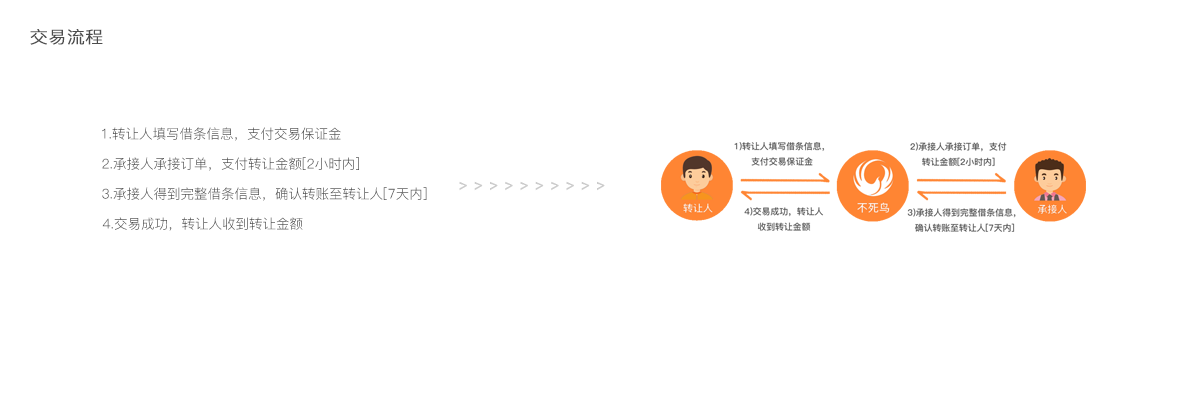 交易流程
1.转让人填写借条信息，支付交易保证金
2.承接人承接订单，支付转让金额[2小时内]
3.承接人得到完整借条信息，确认转账至转让人[7天内]
4.交易成功，转让人收到转让金额
> > > > > > > > > >
1)转让人填写借条信息，
支付交易保证金
转让人
4)交易成功，转让人
收到转让金额
不死鸟
2)承接人承接订单，支付
转让金额[2小时内]
3)承接人得到完整借条信息，
确认转账至转让人[7天内]
承接人